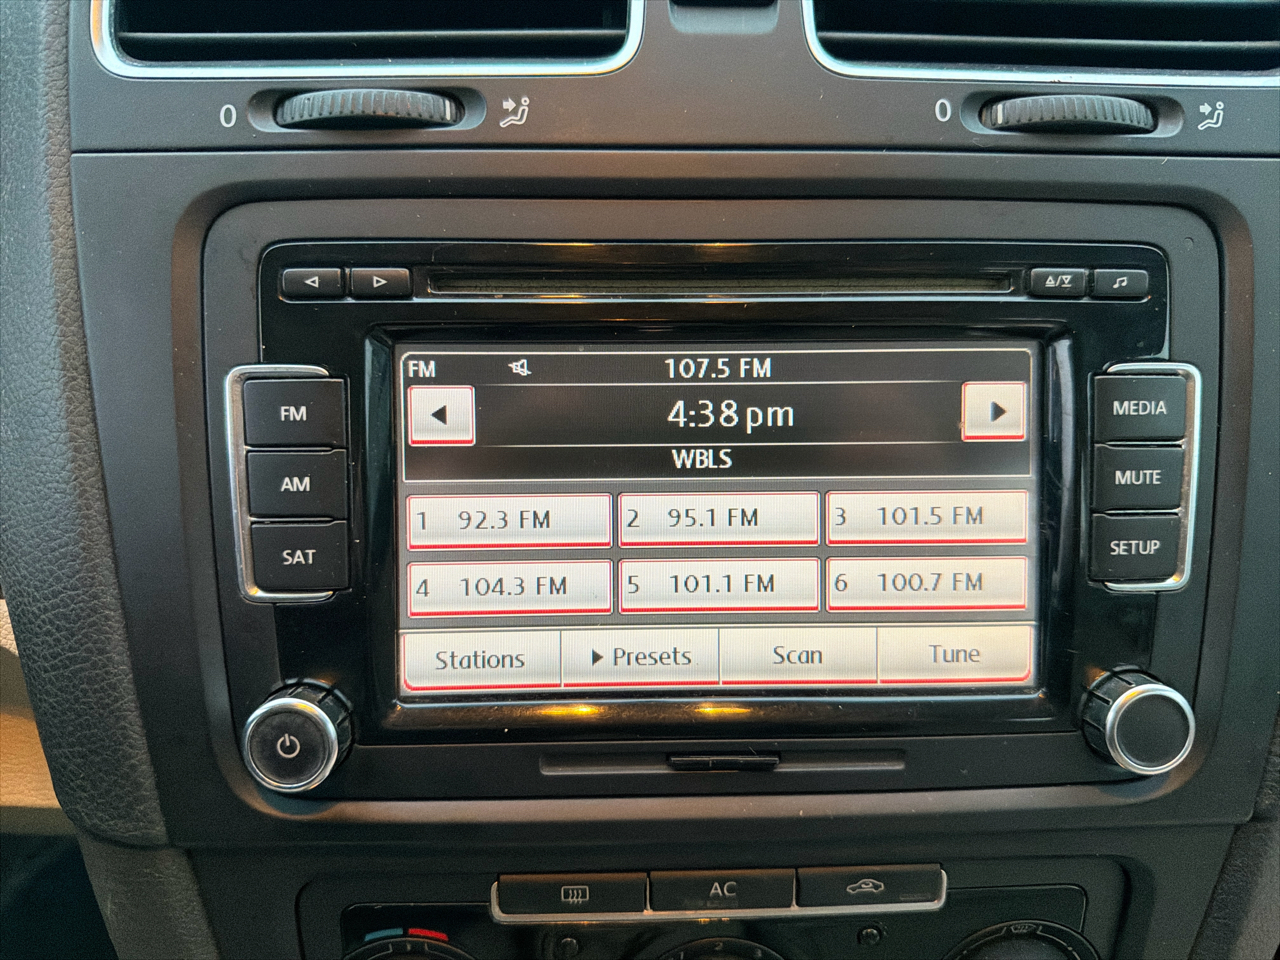 0
0
FM 107.5 FM
4:38 pm
WBLS
FM
AM
SAT
MEDIA
MUTE
SETUP
1 92.3 FM 2 95.1 FM 3 101.5 FM
4 104.3 FM 5 101.1 FM 6 100.7 FM
Stations Presets Scan Tune
AC
2